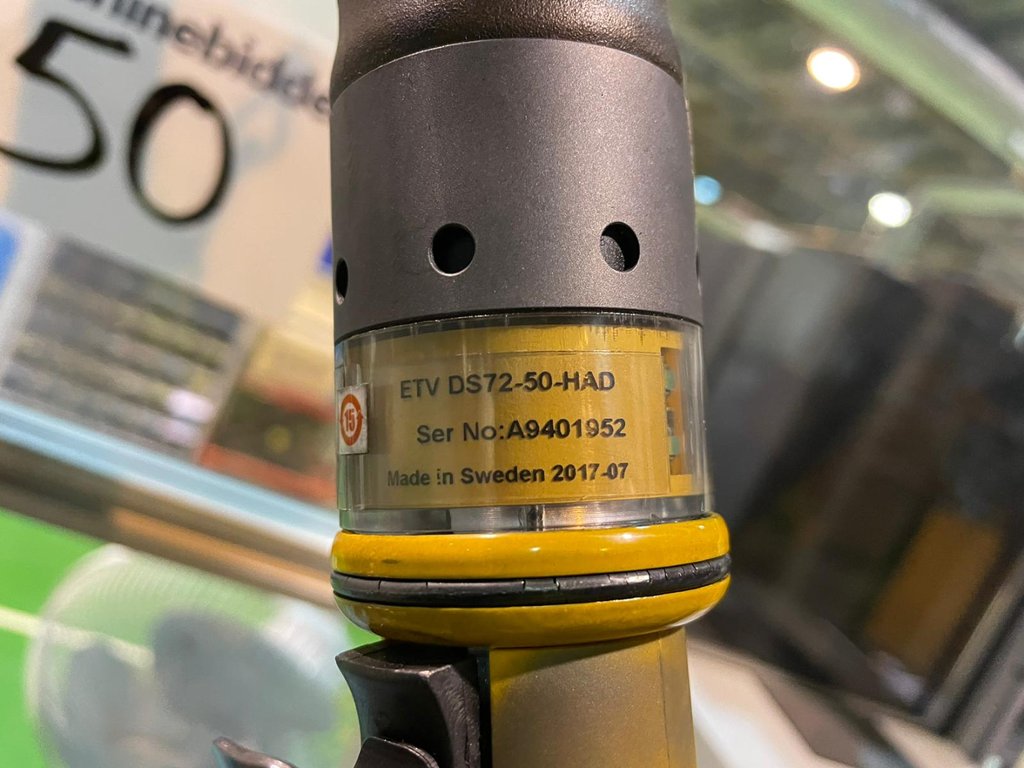 50
15
ETV DS72-50-HAD
Ser No:A9401952
Made in Sweden 2017-07